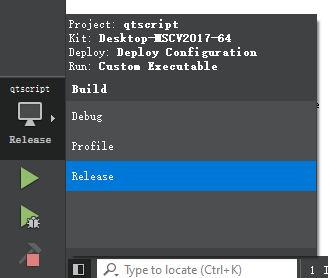 Project: qtscript
Kit: Desktop-MSCV2017-64
Deploy: Deploy Configuration
Run: Custom Executable
Build
qtscript
Debug
Release
Profile
Release
Type to locate (Ctrl+K)
1